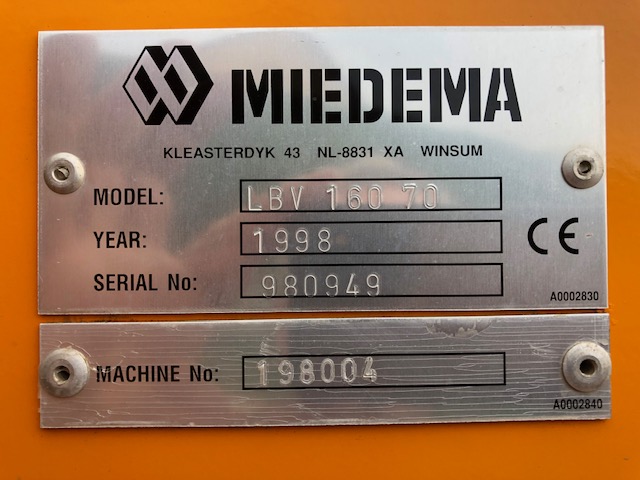 MIEDEMA
KLEASTERDYK 43 NL-8831 XA WINSUM
MODEL: LBV 160 70
YEAR: 1998
SERIAL No: 980949
CE
A0002830
MACHINE No: 198004
A0002840